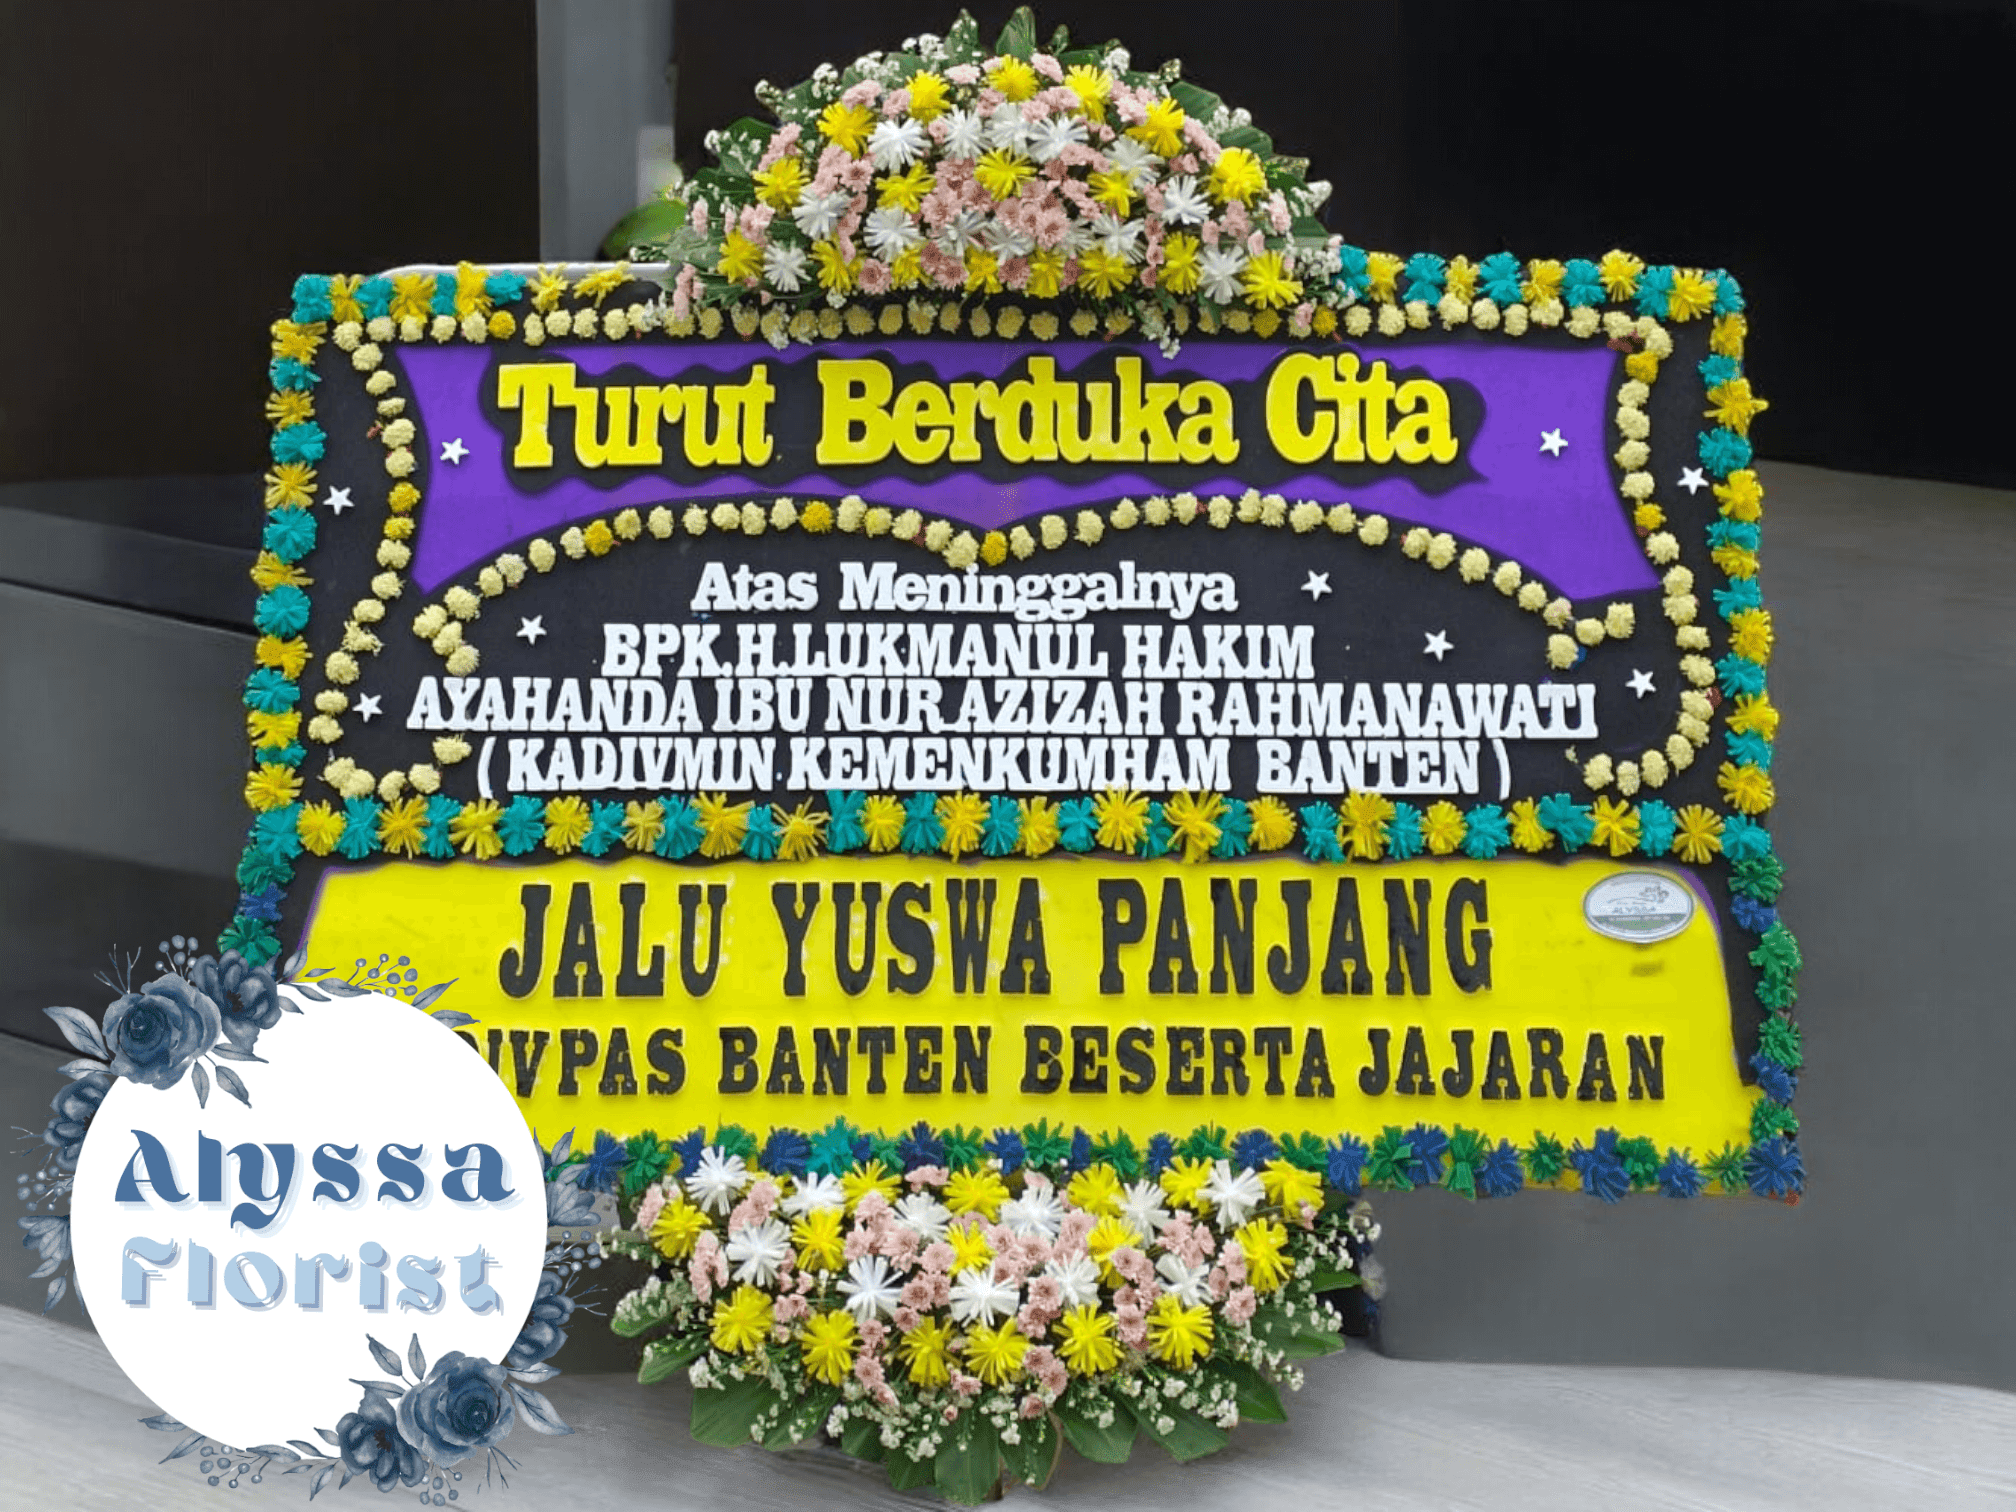 Turut Berduka Cita
Atas Meninggalnya
BPK.H.LUKMANUL HAKIM
AYAHANDA IBU NUR AZIZAH RAHMANAWATI
( KADIVMIN KEMENKUMHAM BANTEN )
JALU YUSWA PANJANG
BANTEN BESERTA JAJARAN
ALYSSA
Alyssa
Florist